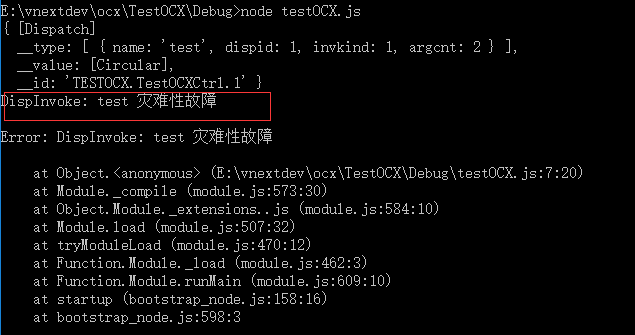 E:\vnextdev\ocx\TestOCX\Debug>node testOCX.js
{ [Dispatch]
__type: [ { name: 'test', dispid: 1, invkind: 1, argcnt: 2 } ],
__value: [Circular],
__id: 'TESTOCX.TestOCXCtrl.1' }
DispInvoke: test 灾难性故障
Error: DispInvoke: test 灾难性故障
at Object.<anonymous> (E:\vnextdev\ocx\TestOCX\Debug\testOCX.js:7:20)
at Module._compile (module.js:573:30)
at Object.Module._extensions..js (module.js:584:10)
at Module.load (module.js:507:32)
at tryModuleLoad (module.js:470:12)
at Function.Module._load (module.js:462:3)
at Function.Module.runMain (module.js:609:10)
at startup (bootstrap_node.js:158:16)
at bootstrap_node.js:598:3